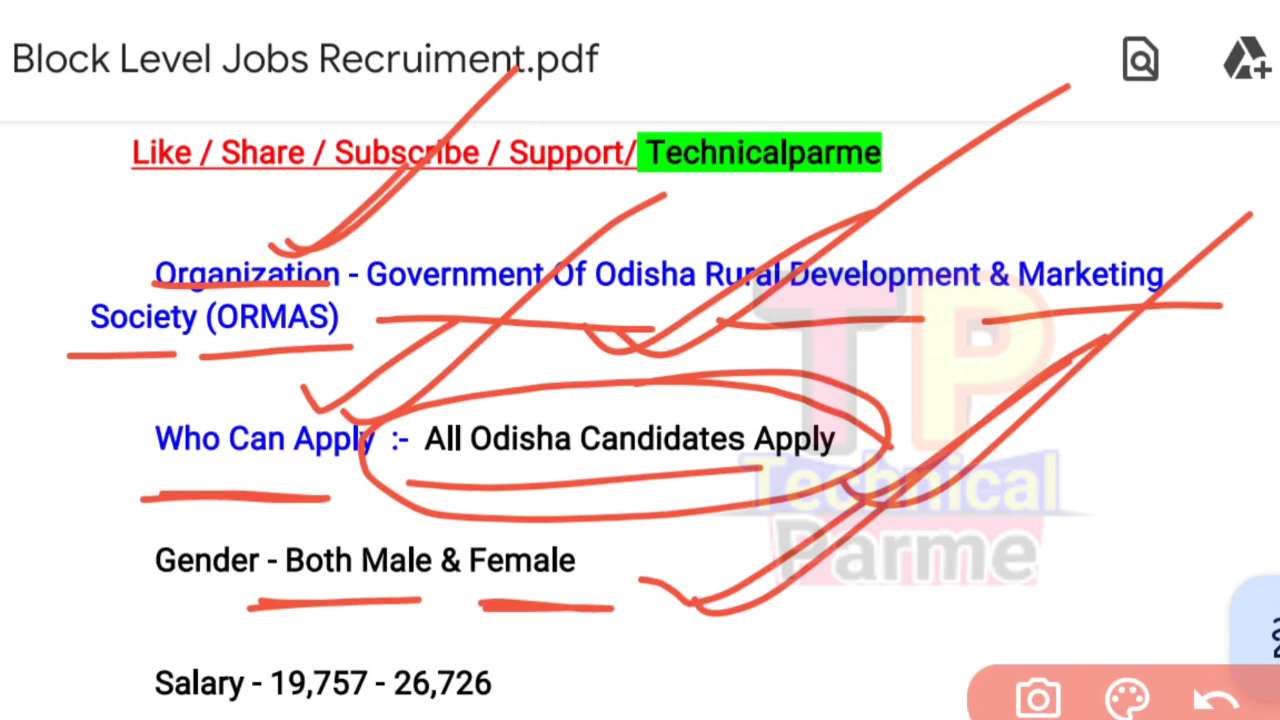 Block Level Jobs Recruiment.pdf
Like / Share / Subscribe / Support/ Technicalparme
Organization - Government Of Odisha Rural Development & Marketing
Society (ORMAS)
Who Can Apply :- All Odisha Candidates Apply
Gender - Both Male & Female
Salary - 19,757 - 26,726
TP
Technical
Parme